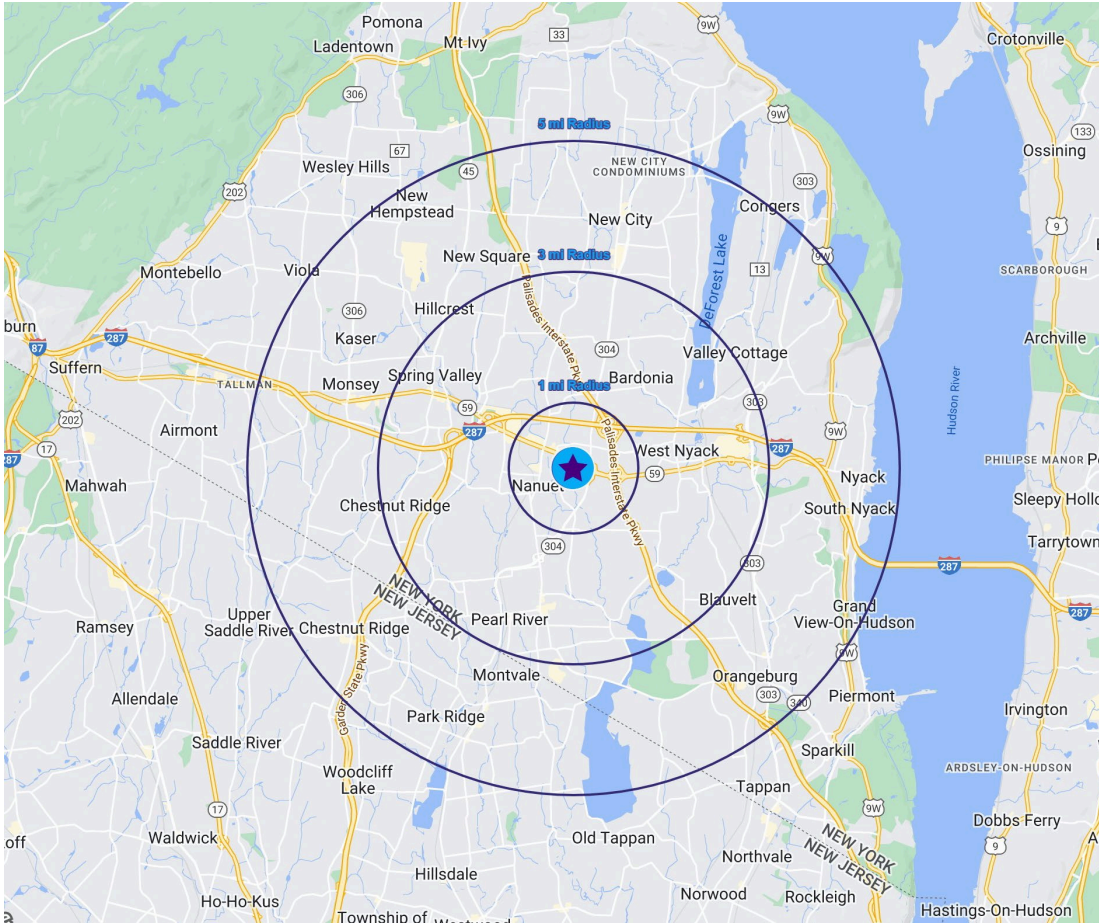 Pomona
9W
33
Crotonville
Ladentown
Mt Ivy
306
9W
5 mi Radius
133
67
Ossining
Wesley Hills
NEW CITY
CONDOMINIUMS
45
303
202
New
Hempstead
Congers
New City
9
New Square
3 mi Radius
9W
Montebello
Viola
13
SCARBOROUGH
DeForest Lake
Hillcrest
306
Palisades Interstate Pkwy
burn
287
87
Kaser
304
Valley Cottage
Archville
Suffern
TALLMAN
Monsey
Spring Valley
1 mi Radius
Bardonia
Hudson River
59
303
202
Airmont
287
9W
17
287
287
West Nyack
59
PHILIPSE MANOR
Mahwah
Nanuet
Palisades Interstate Pkwy
Nyack
Sleepy Hollo
Chestnut Ridge
South Nyack
Tarrytown
304
303
287
NEW YORK
NEW JERSEY
Blauvelt
Grand
View-On-Hudson
287
Upper
Saddle River
Ramsey
Chestnut Ridge
Pearl River
9W
Garden State Pkwy
Montvale
Orangeburg
303
340
Piermont
Allendale
Park Ridge
Irvington
Saddle River
Sparkill
Woodcliff
Lake
ARDSLEY-ON-HUDSON
Tappan
17
9W
Dobbs Ferry
Waldwick
Old Tappan
off
9
NEW YORK
NEW JERSEY
Northvale
Hillsdale
Norwood
Rockleigh
Ho-Ho-Kus
Township of
Hastings-On-Hudson